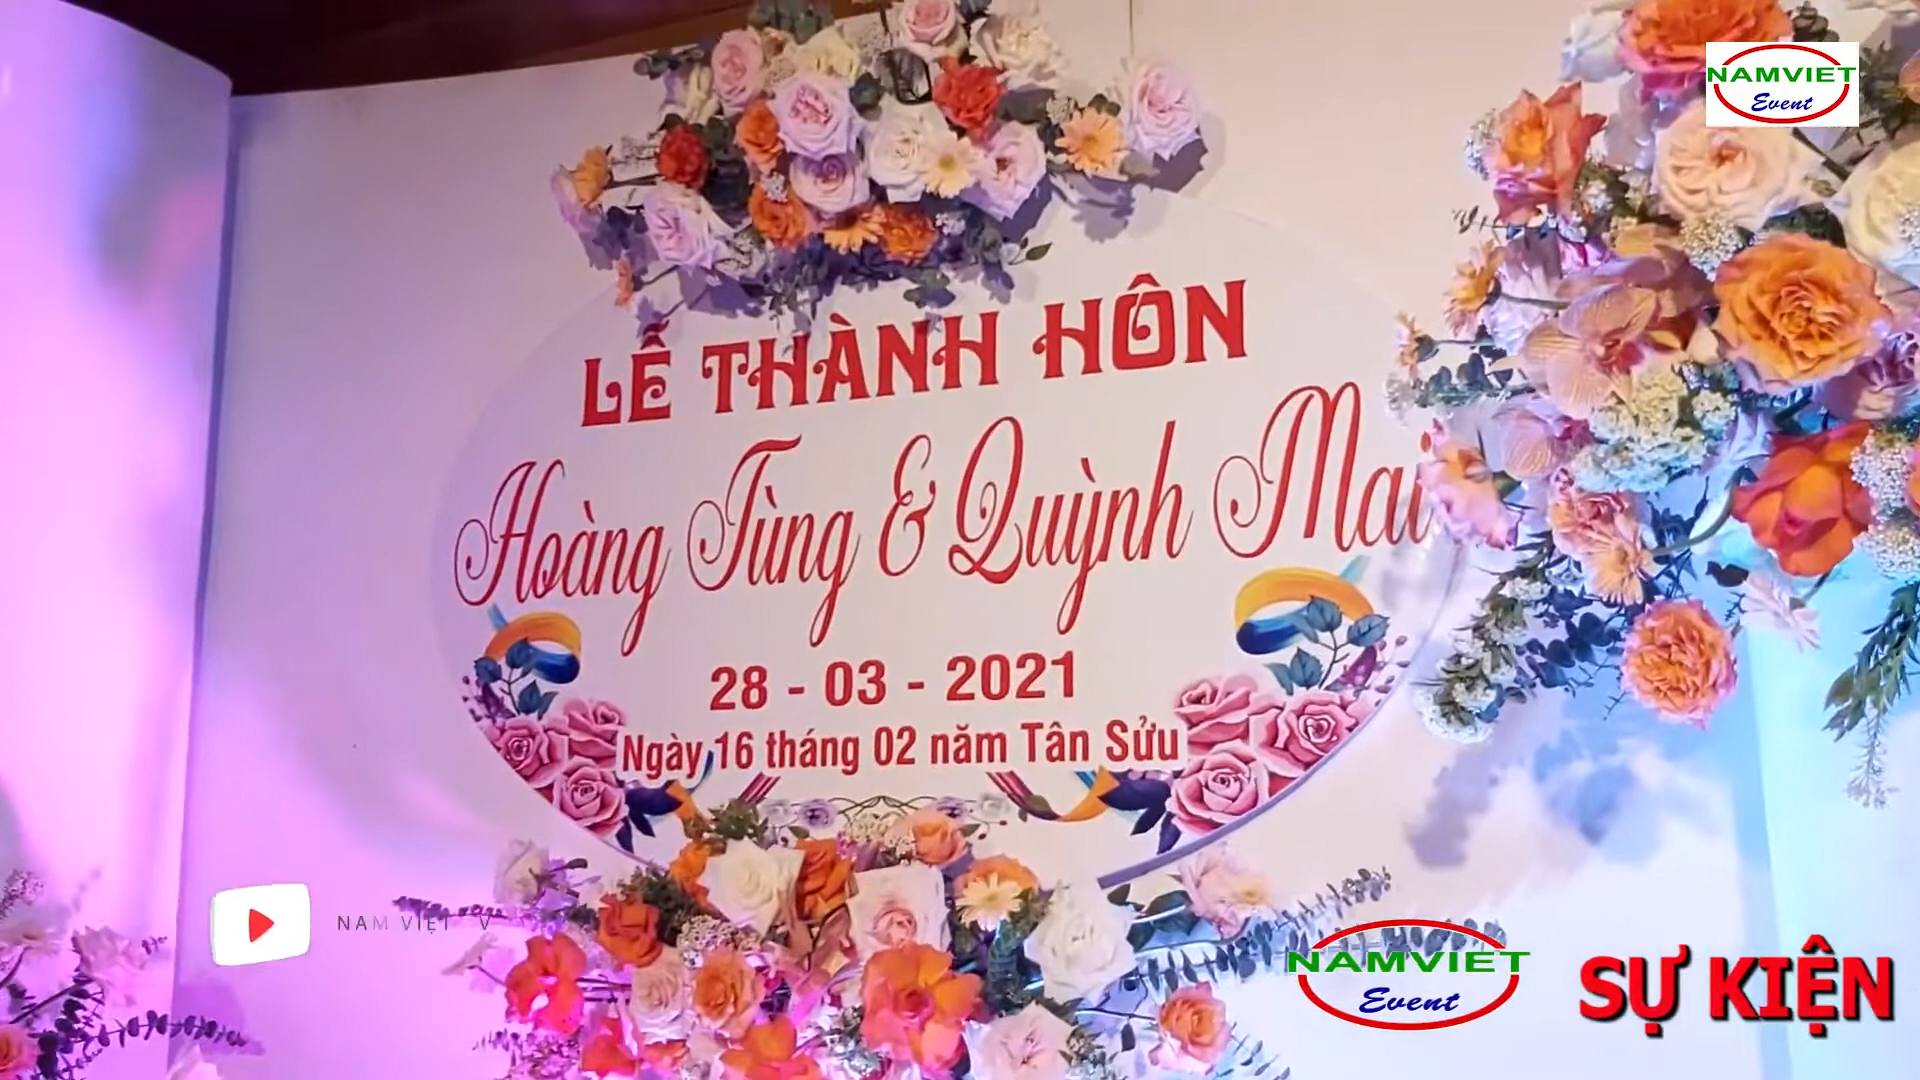 NAMVIET
Event
LỄ THÀNH HÔN
Hoàng Tùng & Quỳnh Mai
28 - 03 - 2021
Ngày 16 tháng 02 năm Tân Sửu
NAM VIỆT V
NAMVIET
Event
SỰ KIỆN